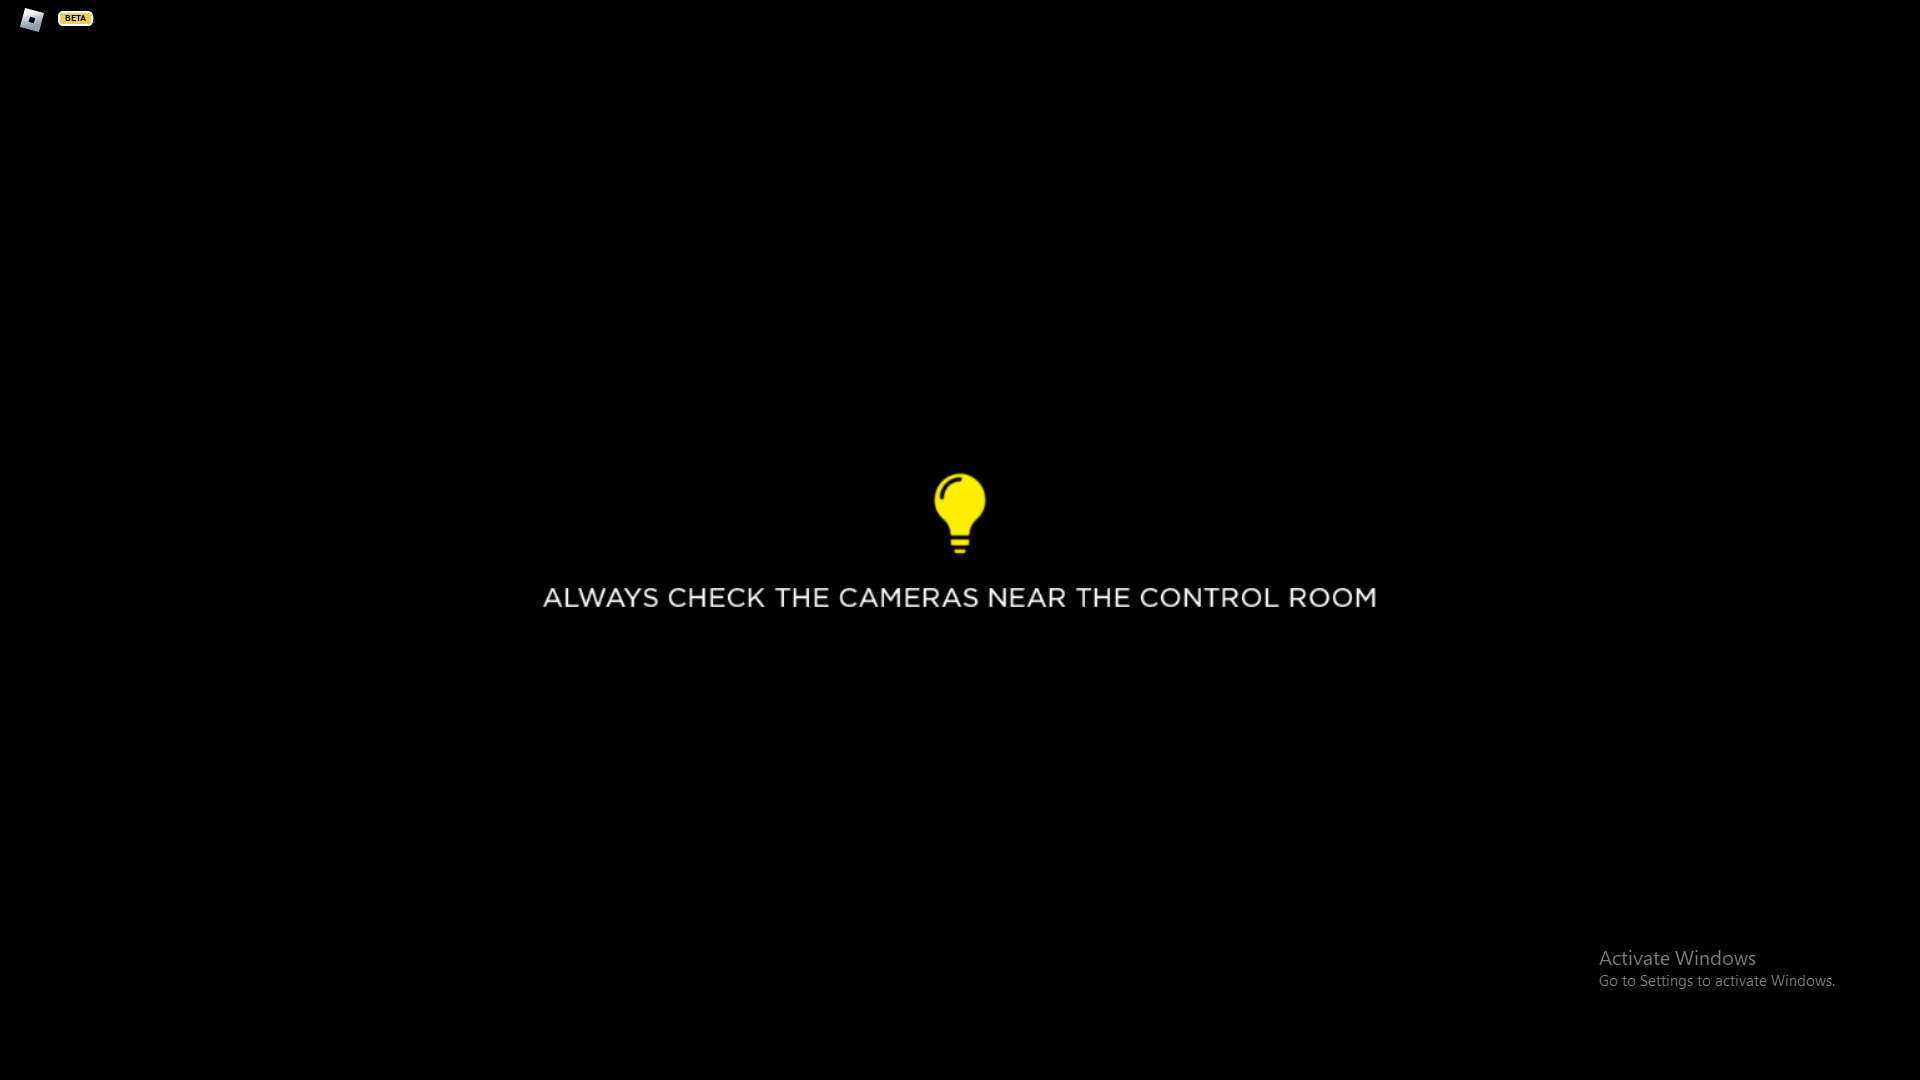 BETA
ALWAYS CHECK THE CAMERAS NEAR THE CONTROL ROOM
Activate Windows
Go to Settings to activate Windows.